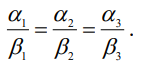 α₁/β₁ = α₂/β₂ = α₃/β₃ .